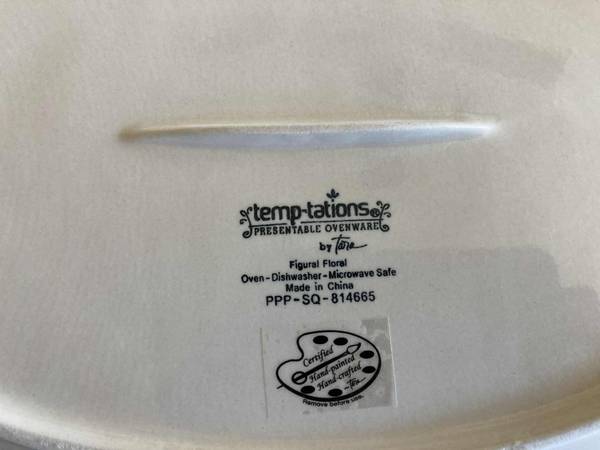 temp-tations®
PRESENTABLE OVENWARE
by Tara
Figural Floral
Oven-Dishwasher-Microwave Safe
Made in China
PPP-SQ-814665
Certified
Hand-painted
Hand-crafted
Tara
Remove before use.